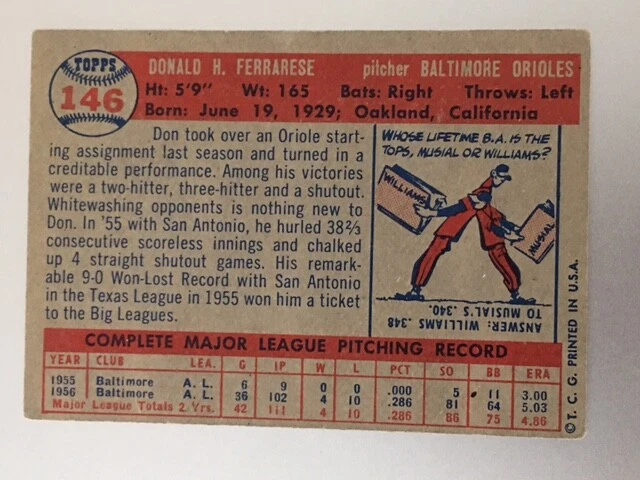 TOPPS
146
DONALD H. FERRARESE pitcher BALTIMORE ORIOLES
Ht: 5'9" Wt: 165 Bats: Right Throws: Left
Born: June 19, 1929; Oakland, California
Don took over an Oriole start-
ing assignment last season and turned in a
creditable performance. Among his victories
were a two-hitter, three-hitter and a shutout.
Whitewashing opponents is nothing new to
Don. In '55 with San Antonio, he hurled 38⅔
consecutive scoreless innings and chalked
up 4 straight shutout games. His remark-
able 9-0 Won-Lost Record with San Antonio
in the Texas League in 1955 won him a ticket
to the Big Leagues.
WHOSE LIFETIME B.A. IS THE
TOPS, MUSIAL OR WILLIAMS?
WILLIAMS
MUSIAL
ANSWER: WILLIAMS .348
TO MUSIAL'S .340.
COMPLETE MAJOR LEAGUE PITCHING RECORD
YEAR CLUB LEA. G IP W L PCT SO BB ERA
1955 Baltimore A. L. 6 9 0 0 .000 5 11 3.00
1956 Baltimore A. L. 36 102 4 10 .286 81 64 5.03
Major League Totals 2 Yrs. 42 111 4 10 .286 86 75 4.86
© T. C. G. PRINTED IN U.S.A.